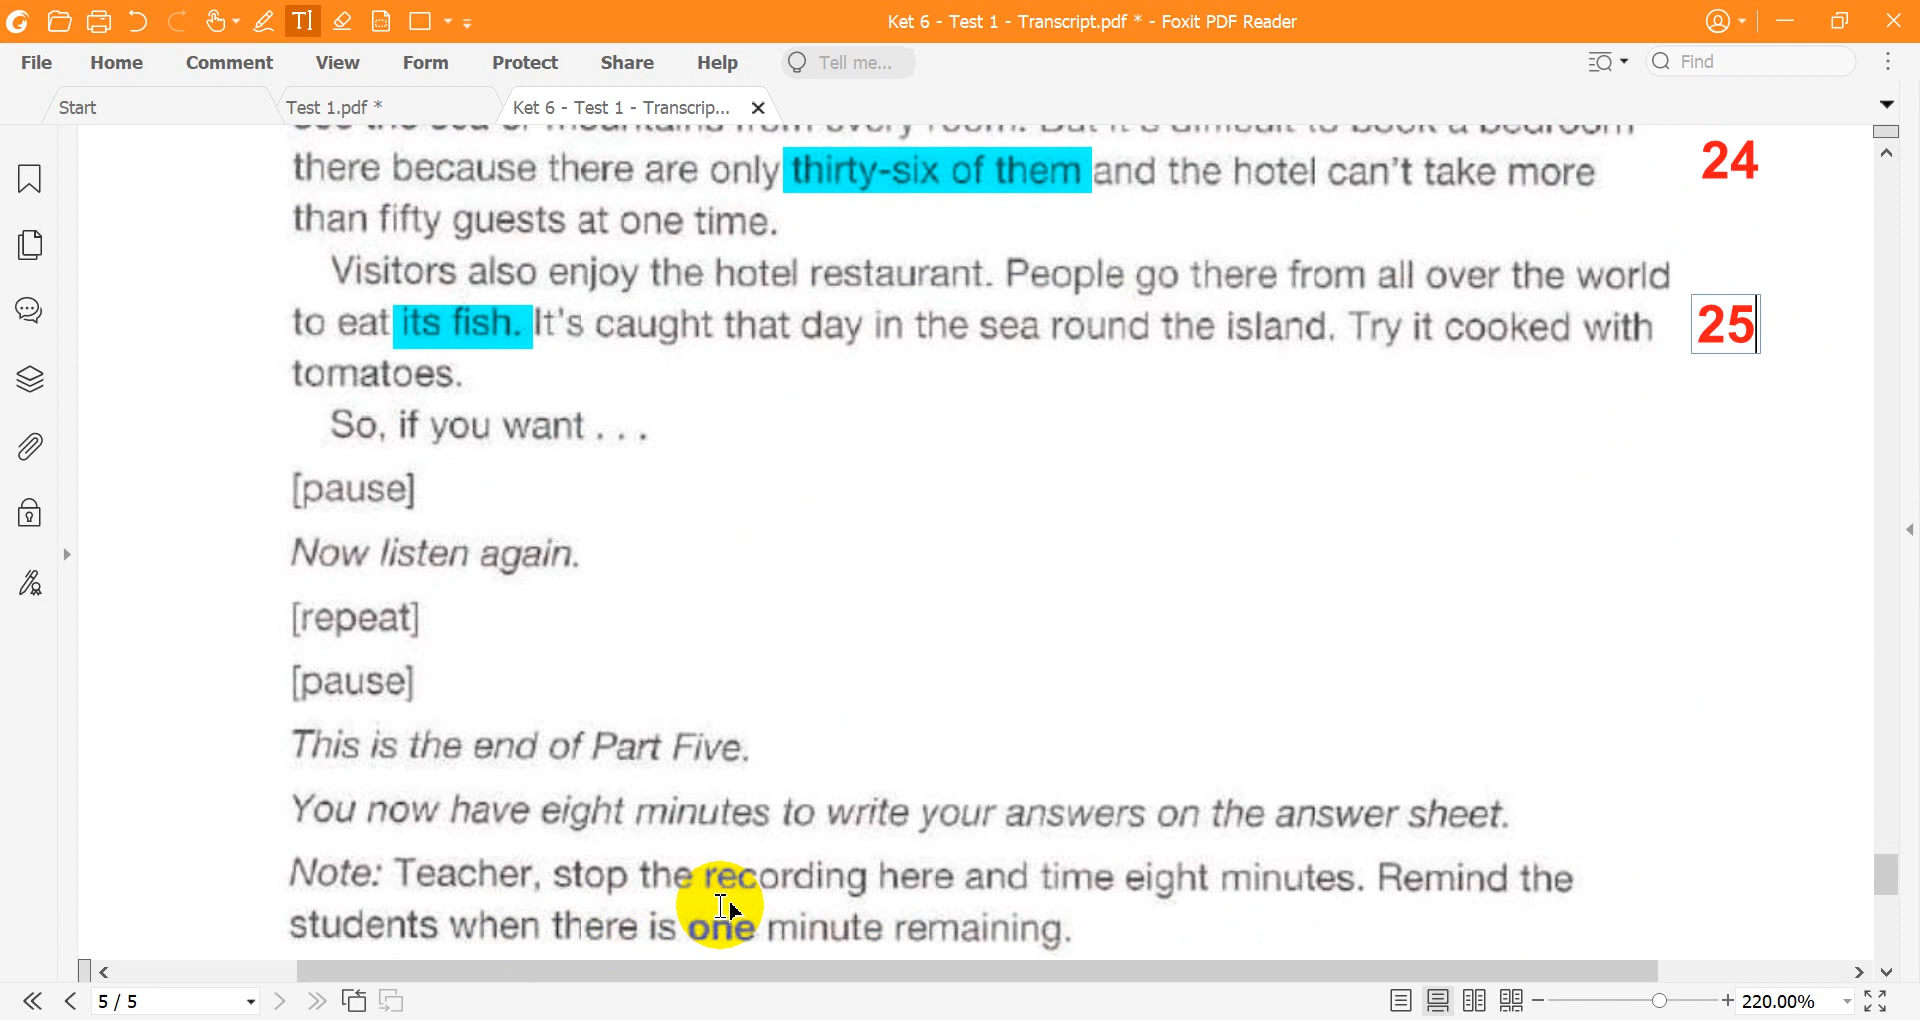 Ket 6 - Test 1 - Transcript.pdf * - Foxit PDF Reader
File Home Comment View Form Protect Share Help Tell me... Find
Start Test 1.pdf * Ket 6 - Test 1 - Transcrip...
there because there are only thirty-six of them and the hotel can't take more 24
than fifty guests at one time.
Visitors also enjoy the hotel restaurant. People go there from all over the world
to eat its fish. It's caught that day in the sea round the island. Try it cooked with 25
tomatoes.
So, if you want . . .
[pause]
Now listen again.
[repeat]
[pause]
This is the end of Part Five.
You now have eight minutes to write your answers on the answer sheet.
Note: Teacher, stop the recording here and time eight minutes. Remind the
students when there is one minute remaining.
5 / 5 220.00%